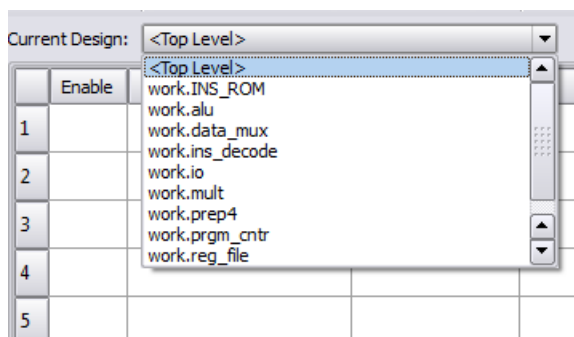 Current Design: <Top Level>
Enable
<Top Level>
work.INS_ROM
work.alu
work.data_mux
work.ins_decode
work.io
work.mult
work.prep4
work.prgm_cntr
work.reg_file
1
2
3
4
5